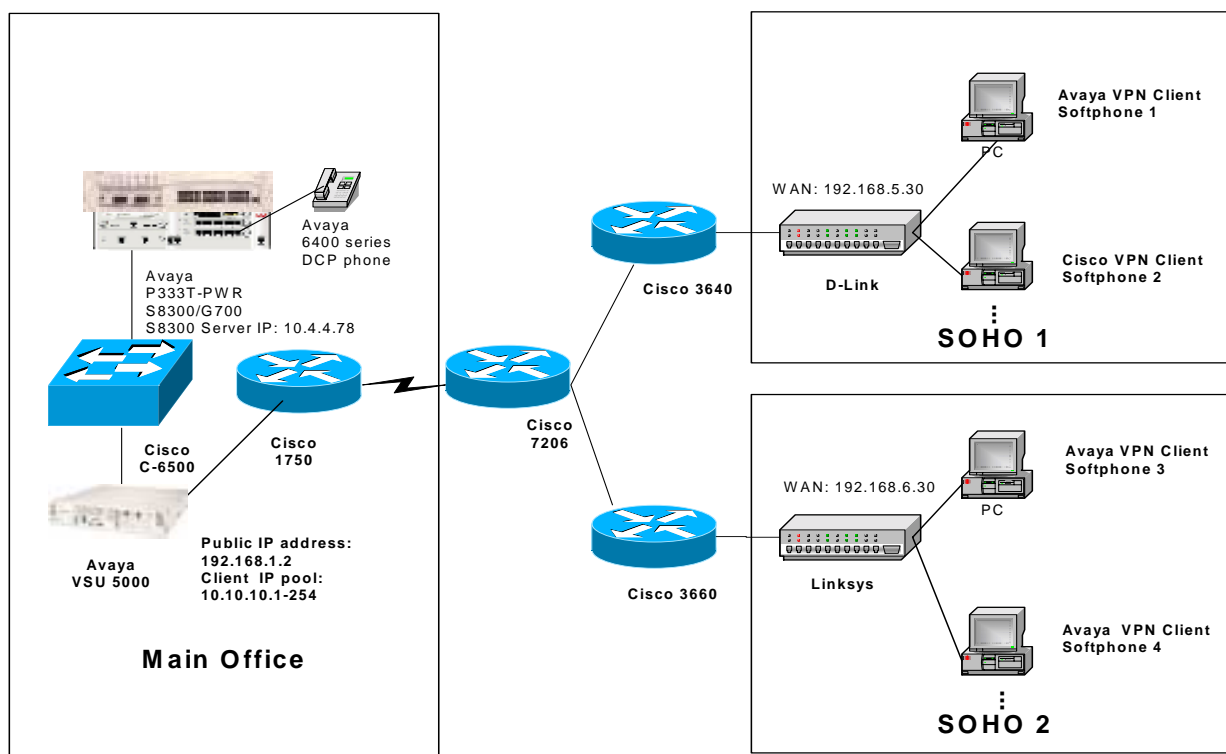 Avaya
6400 series
DCP phone
Avaya
P333T-PWR
S8300/G700
S8300 Server IP: 10.4.4.78
Cisco
C-6500
Cisco
1750
Avaya
VSU 5000
Public IP address:
192.168.1.2
Client IP pool:
10.10.10.1-254
Main Office
Cisco
7206
Cisco 3640
Cisco 3660
WAN: 192.168.5.30
D-Link
PC
Avaya VPN Client
Softphone 1
Cisco VPN Client
Softphone 2
SOHO 1
WAN: 192.168.6.30
Linksys
PC
Avaya VPN Client
Softphone 3
Avaya VPN Client
Softphone 4
SOHO 2